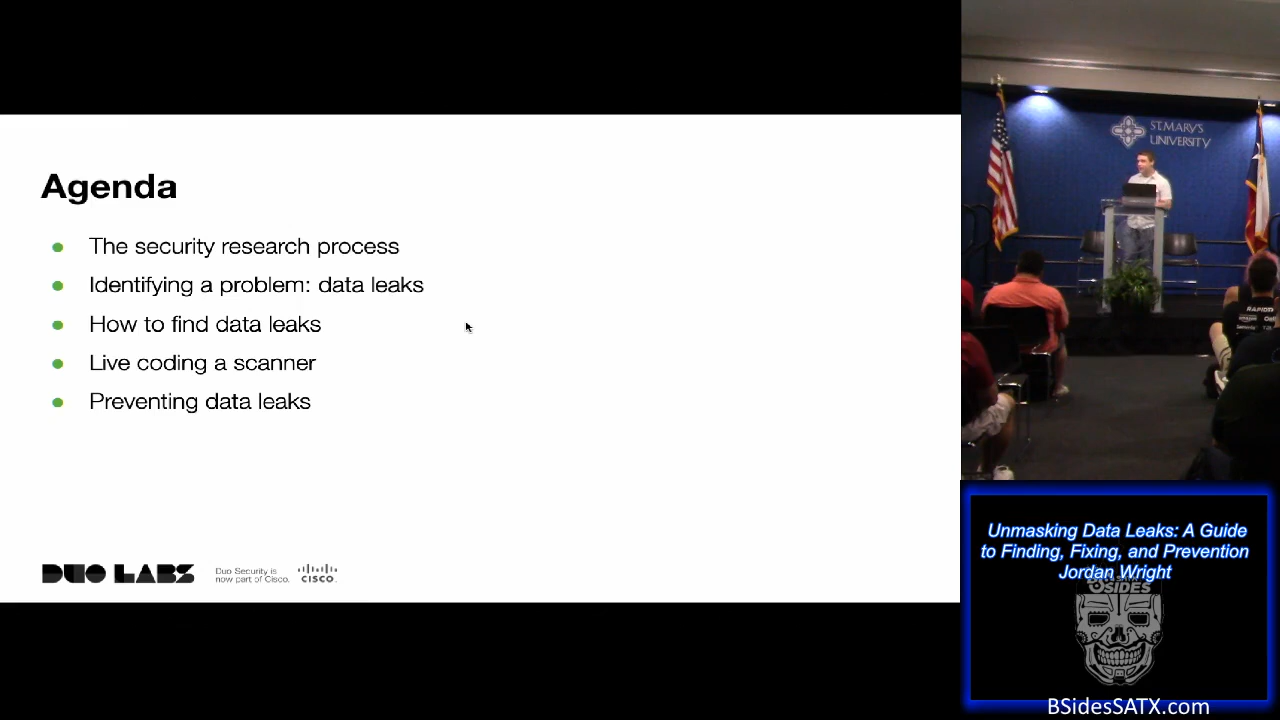 Agenda
The security research process
Identifying a problem: data leaks
How to find data leaks
Live coding a scanner
Preventing data leaks
DUO LABS
Duo Security is
now part of Cisco.
CISCO
ST. MARY'S
UNIVERSITY
Unmasking Data Leaks: A Guide
to Finding, Fixing, and Prevention
Jordan Wright
BSIDES
BSidesSATX.com